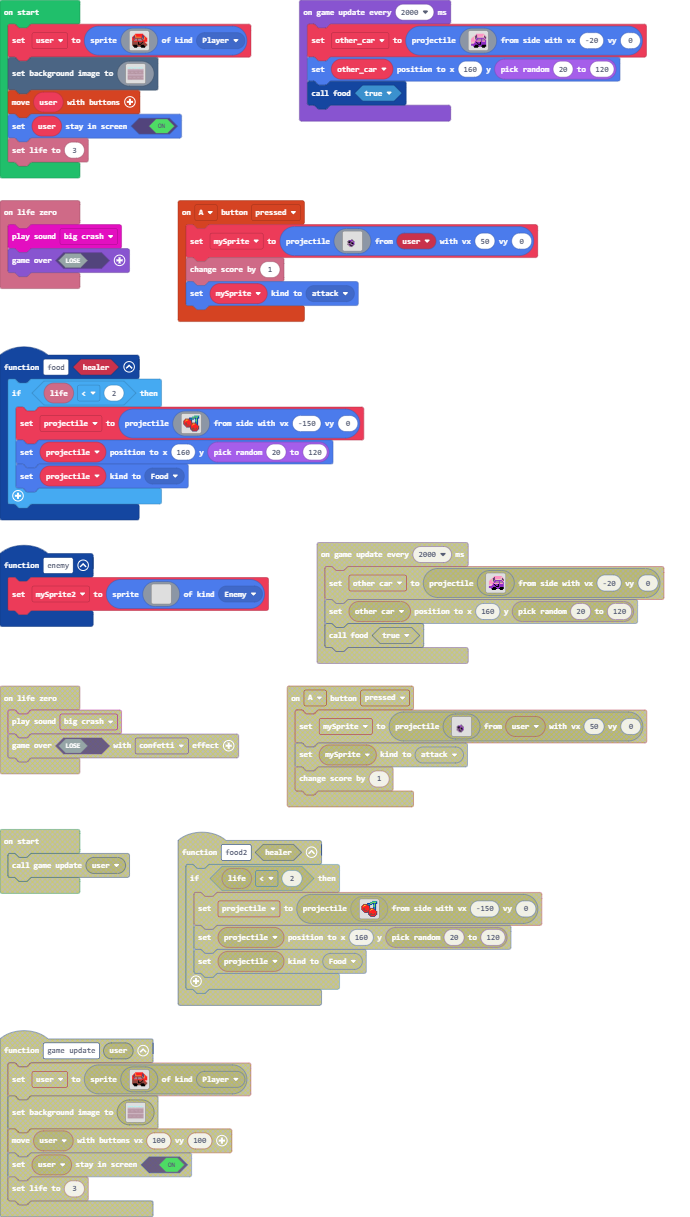 on start
set user to sprite of kind Player
set background image to
move user with buttons
set user stay in screen ON
set life to 3
on game update every 2000 ms
set other_car to projectile from side with vx -20 vy 0
set other_car position to x 160 y pick random 20 to 120
call food true
on life zero
play sound big crash
game over LOSE
on A button pressed
set mySprite to projectile from user with vx 50 vy 0
change score by 1
set mySprite kind to attack
function food healer
if life < 2 then
set projectile to projectile from side with vx -150 vy 0
set projectile position to x 160 y pick random 20 to 120
set projectile kind to Food
function enemy
set mySprite2 to sprite of kind Enemy
on game update every 2000 ms
set other car to projectile from side with vx -20 vy 0
set other car position to x 160 y pick random 20 to 120
call food true
on life zero
play sound big crash
game over LOSE with confetti effect
on A button pressed
set mySprite to projectile from user with vx 50 vy 0
set mySprite kind to attack
change score by 1
on start
call game update user
function food2 healer
if life < 2 then
set projectile to projectile from side with vx -150 vy 0
set projectile position to x 160 y pick random 20 to 120
set projectile kind to Food
function game update user
set user to sprite of kind Player
set background image to
move user with buttons vx 100 vy 100
set user stay in screen ON
set life to 3